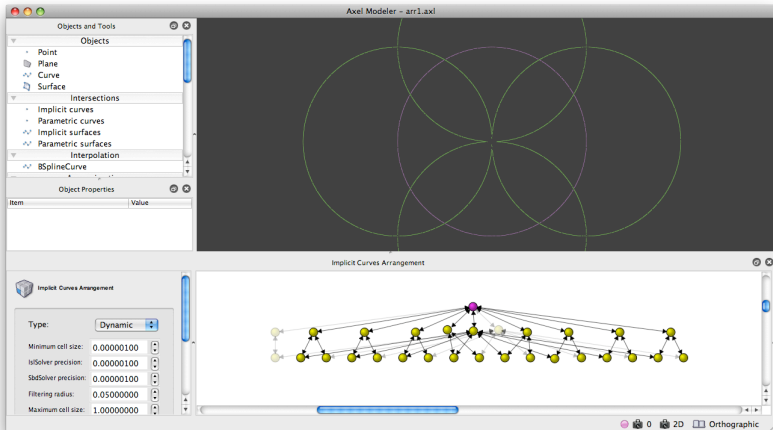 Axel Modeler - arr1.axl
Objects and Tools
Objects
Point
Plane
Curve
Surface
Intersections
Implicit curves
Parametric curves
Implicit surfaces
Parametric surfaces
Interpolation
BSplineCurve
Object Properties
Item Value
Implicit Curves Arrangement
Implicit Curves Arrangement
Type: Dynamic
Minimum cell size: 0.00000100
IslSolver precision: 0.00000100
SbdSolver precision: 0.00000100
Filtering radius: 0.05000000
Maximum cell size: 1.00000000
0 2D Orthographic